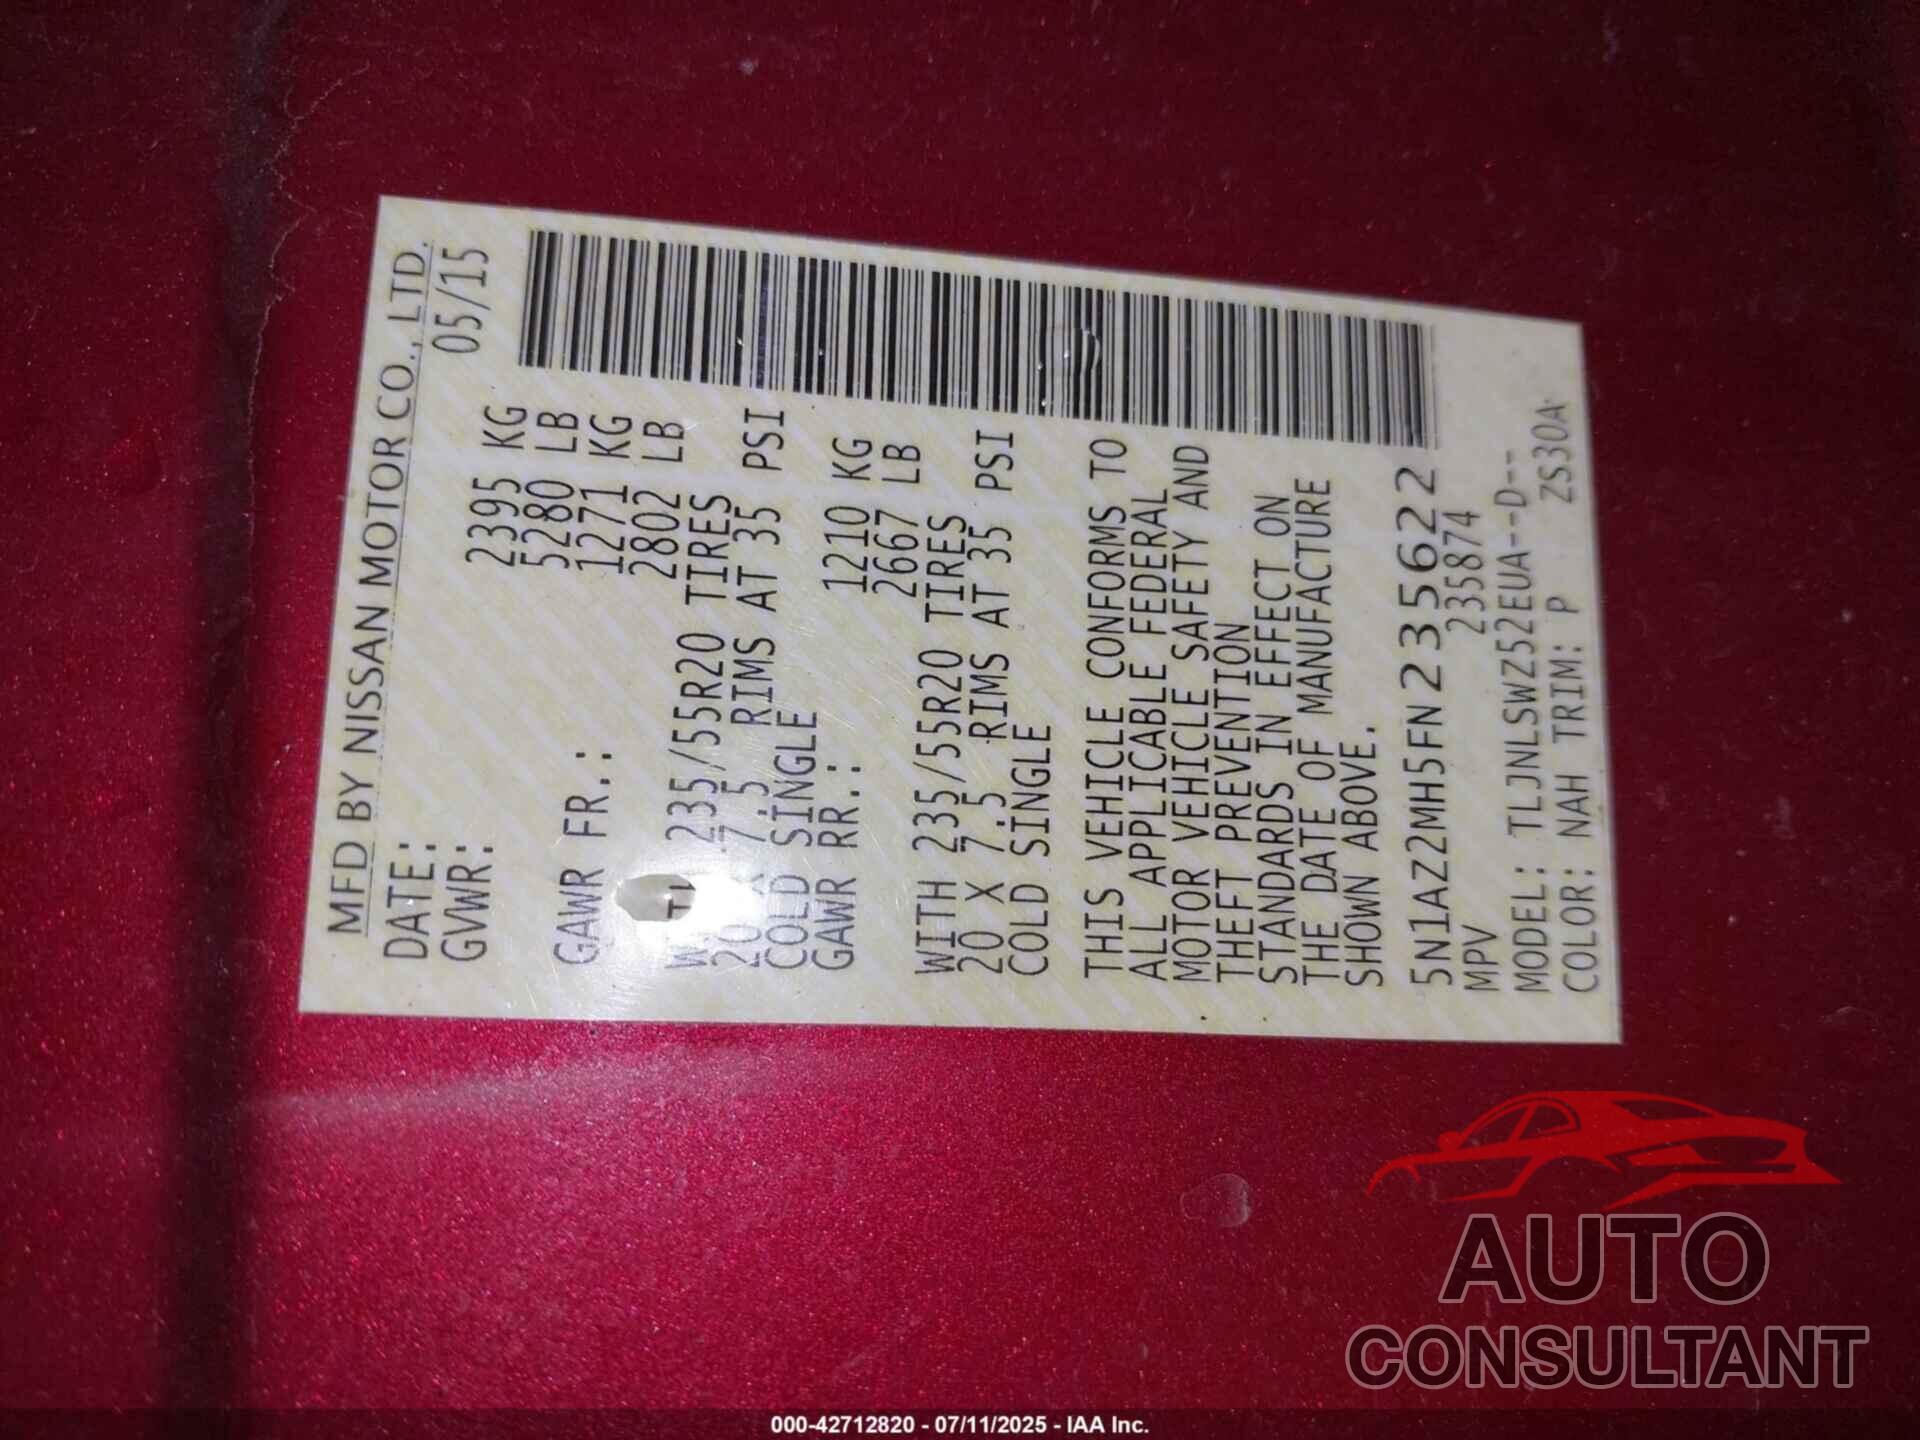 MFD BY NISSAN MOTOR CO., LTD.
DATE: 05/15
GVWR: 2395 KG
5280 LB
GAWR FR.: 1271 KG
2802 LB
235/55R20 TIRES
7.5 RIMS AT 35 PSI
COLD SINGLE
GAWR RR.: 1210 KG
2667 LB
WITH 235/55R20 TIRES
20 X 7.5 RIMS AT 35 PSI
COLD SINGLE
THIS VEHICLE CONFORMS TO
ALL APPLICABLE FEDERAL
MOTOR VEHICLE SAFETY AND
THEFT PREVENTION
STANDARDS IN EFFECT ON
THE DATE OF MANUFACTURE
SHOWN ABOVE.
5N1AZ2MH5FN235622
MPV 235874
MODEL: TLJNLSWZ52EUA--D--
COLOR: NAH TRIM: P ZS30A
AUTO
CONSULTANT
000-42712820 - 07/11/2025 - IAA Inc.